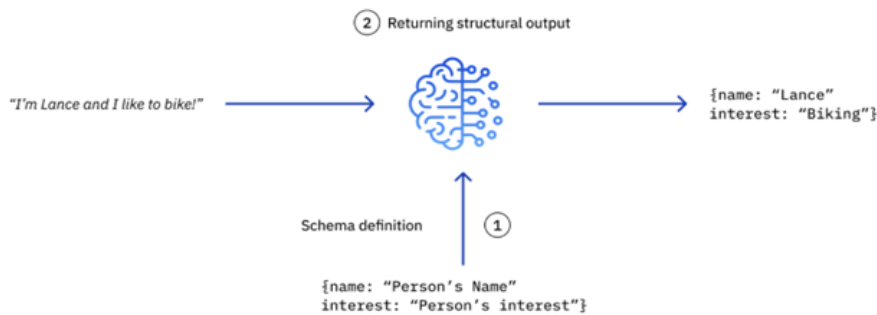 2 Returning structural output
“I’m Lance and I like to bike!”
{name: “Lance”
interest: “Biking”}
Schema definition 1
{name: “Person’s Name”
interest: “Person’s interest”}